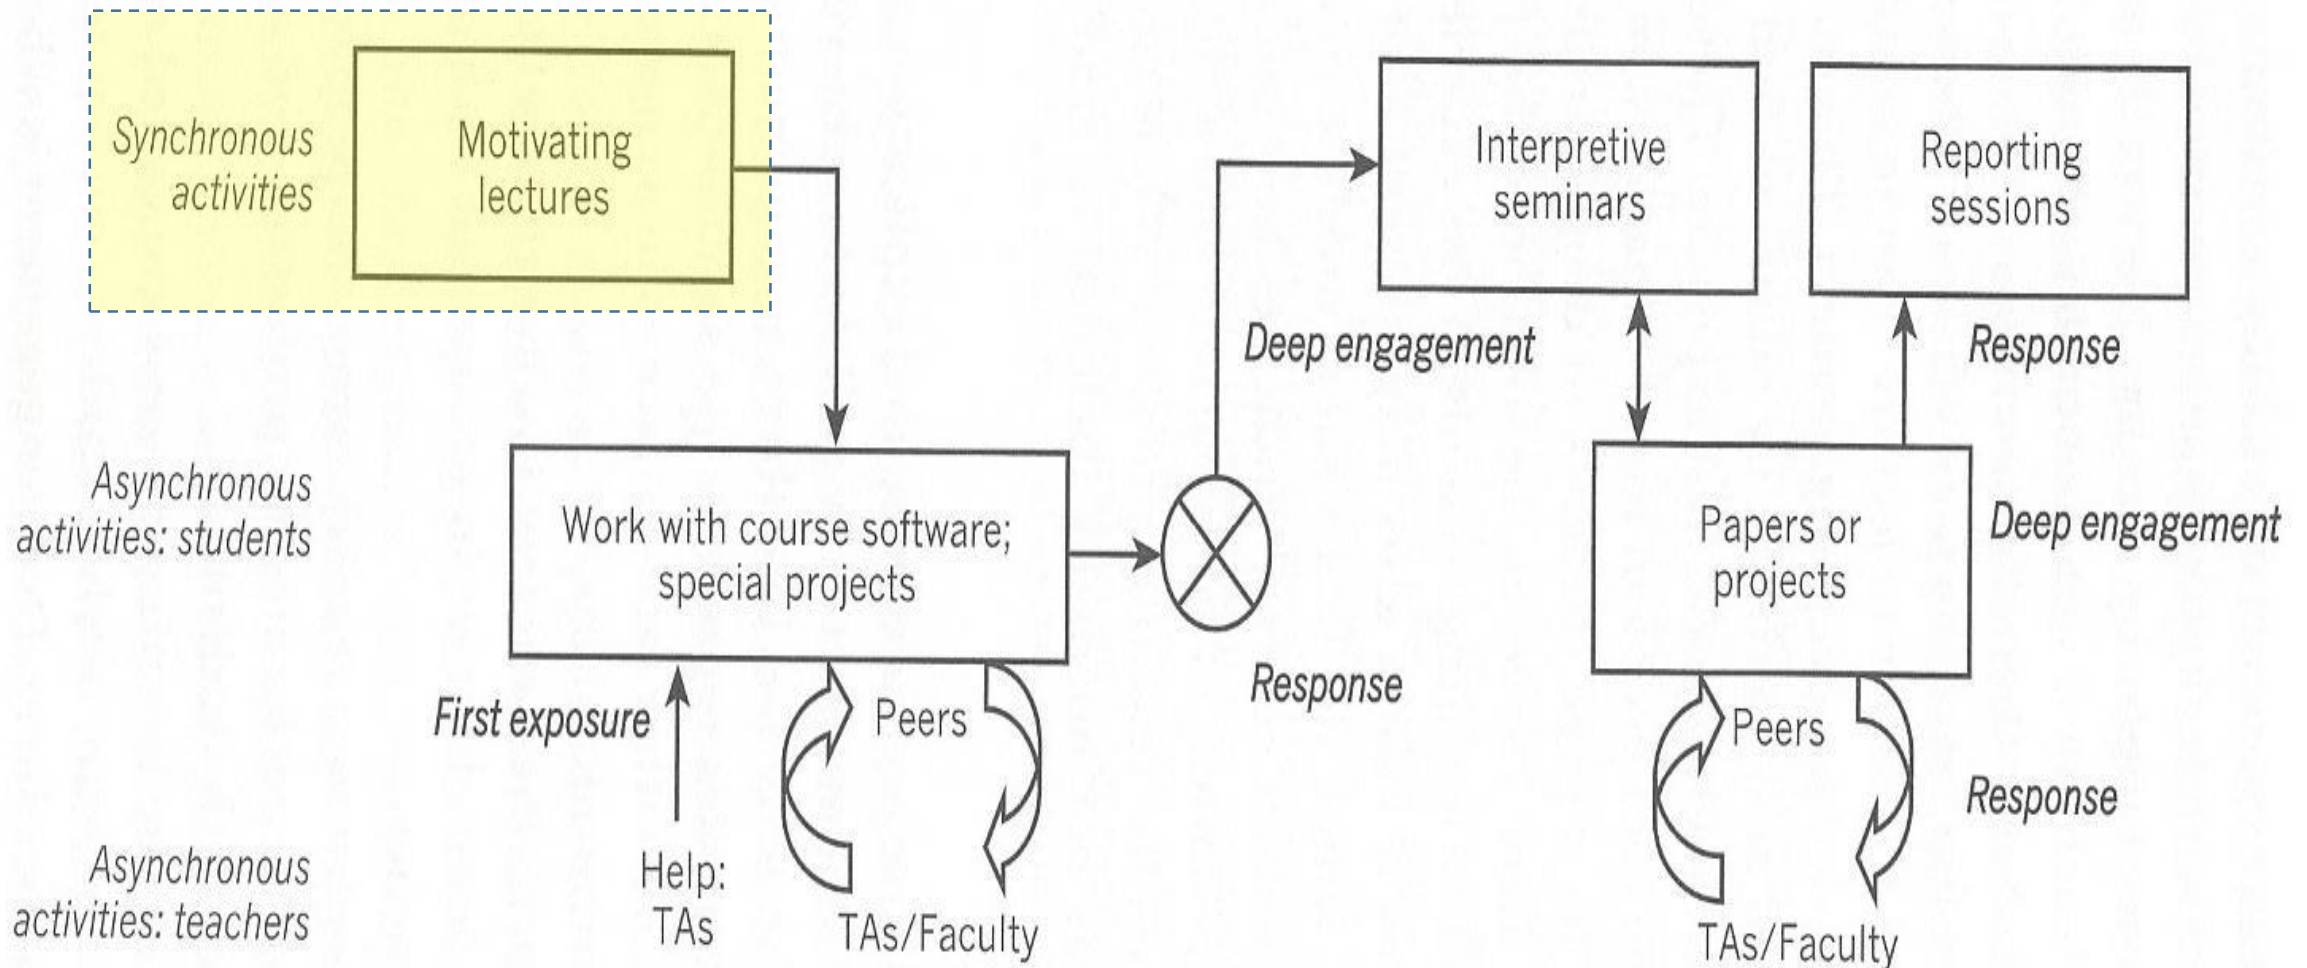 Synchronous
activities
Motivating
lectures
Interpretive
seminars
Reporting
sessions
Deep engagement
Response
Asynchronous
activities: students
Work with course software;
special projects
Papers or
projects
Deep engagement
Response
First exposure
Peers
Peers
Response
Asynchronous
activities: teachers
Help:
TAs
TAs/Faculty
TAs/Faculty